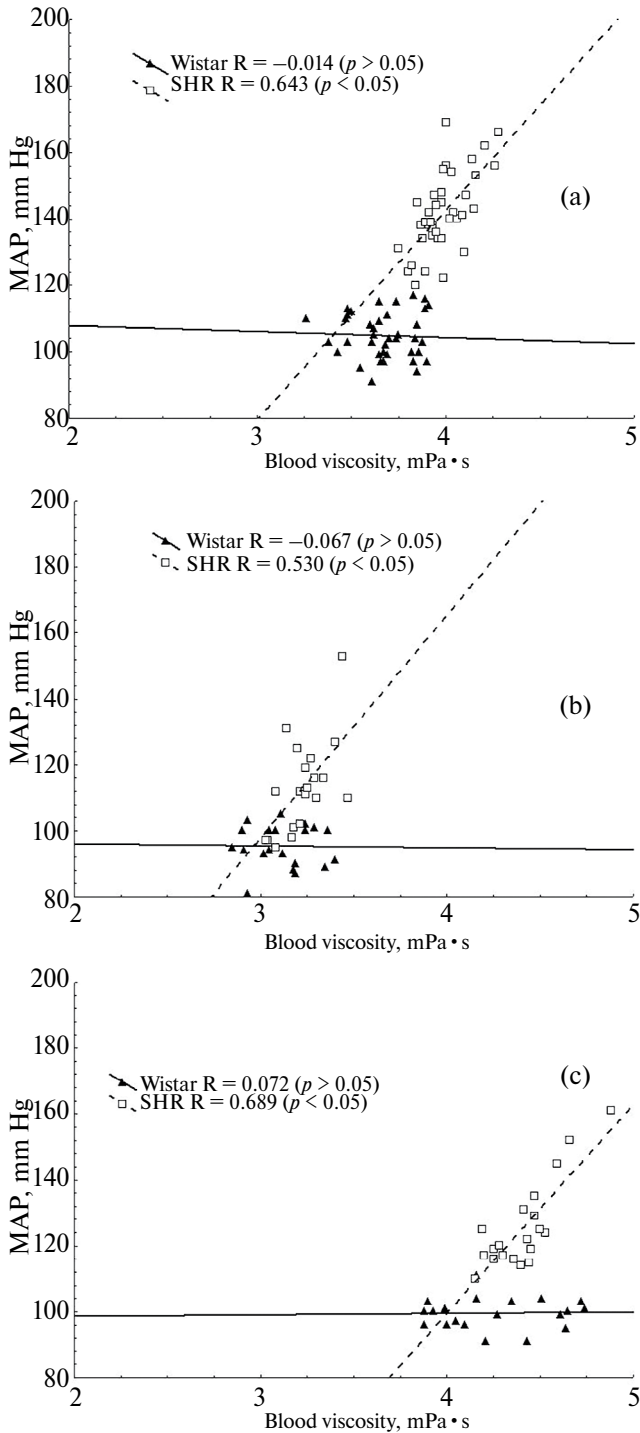 200
Wistar R = −0.014 (p > 0.05)
SHR R = 0.643 (p < 0.05)
180
160
140
120
100
80
MAP, mm Hg
(a)
2 3 4 5
Blood viscosity, mPa • s
200
Wistar R = −0.067 (p > 0.05)
SHR R = 0.530 (p < 0.05)
180
160
140
120
100
80
MAP, mm Hg
(b)
2 3 4 5
Blood viscosity, mPa • s
200
180
Wistar R = 0.072 (p > 0.05)
SHR R = 0.689 (p < 0.05)
(c)
160
140
120
100
80
MAP, mm Hg
2 3 4 5
Blood viscosity, mPa • s